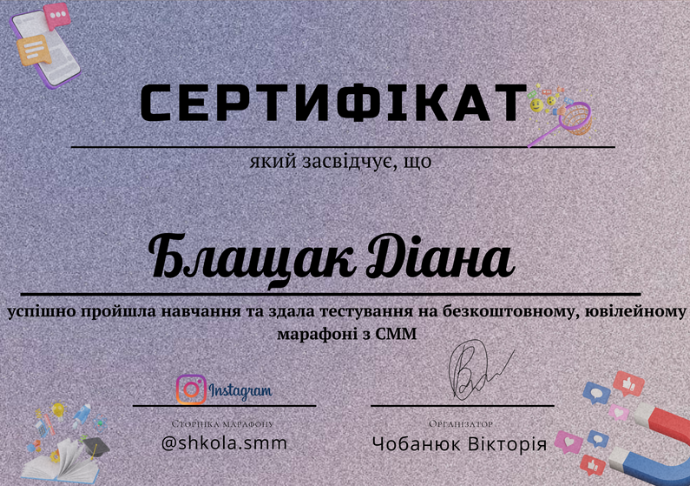 СЕРТИФІКАТ
який засвідчує, що
Блащак Діана
успішно пройшла навчання та здала тестування на безкоштовному, ювілейному
марафоні з СММ
Instagram
Сторінка марафону
Організатор
@shkola.smm
Чобанюк Вікторія